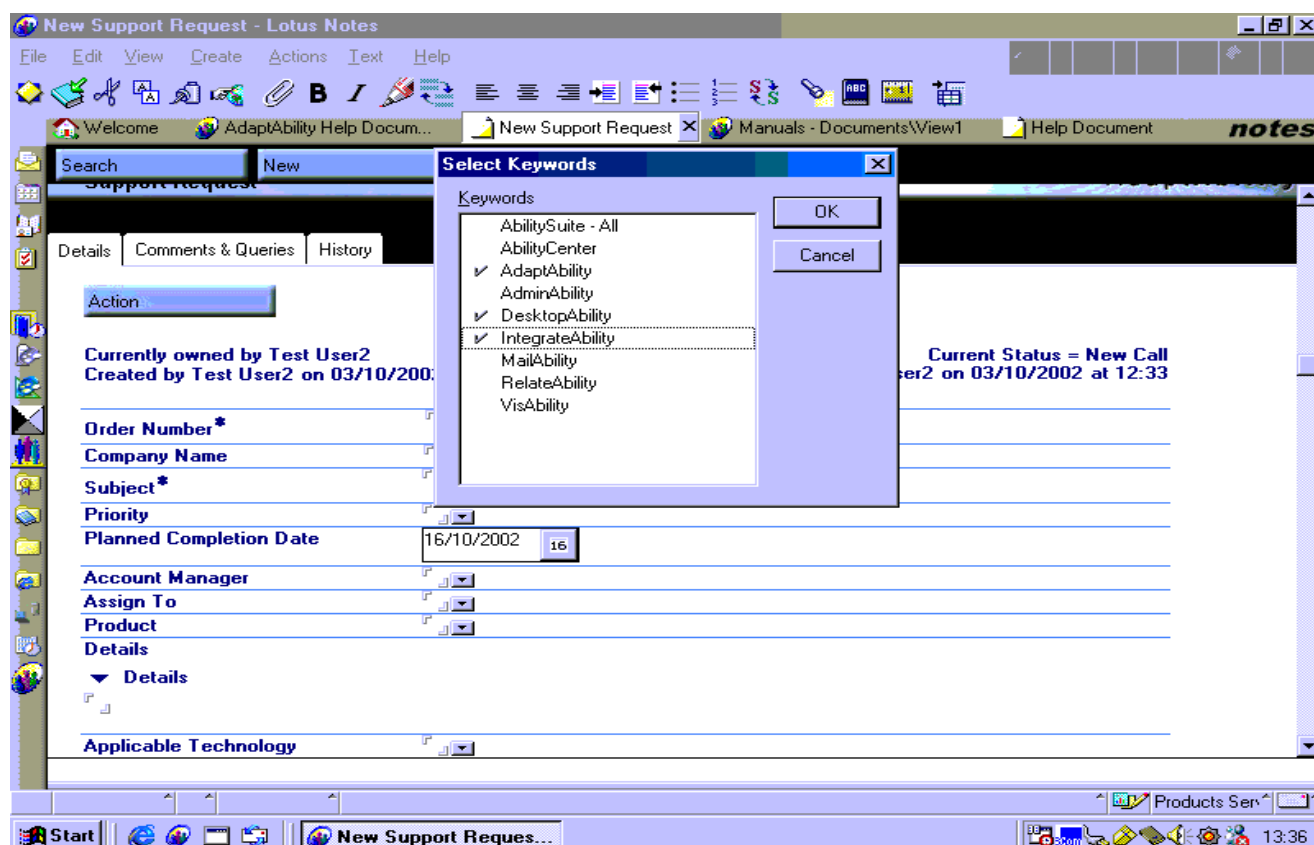 New Support Request - Lotus Notes
File Edit View Create Actions Text Help
Welcome AdaptAbility Help Docum... New Support Request Manuals - Documents\View1 Help Document notes
Search New
Support Request
Details Comments & Queries History
Action
Currently owned by Test User2 Current Status = New Call
Created by Test User2 on 03/10/200 ser2 on 03/10/2002 at 12:33
Order Number*
Company Name
Subject*
Priority
Planned Completion Date 16/10/2002 16
Account Manager
Assign To
Product
Details
Details
Applicable Technology
Select Keywords
Keywords
AbilitySuite - All
AbilityCenter
AdaptAbility
AdminAbility
DesktopAbility
IntegrateAbility
MailAbility
RelateAbility
VisAbility
OK
Cancel
Products Ser
Start New Support Reques... 13:36